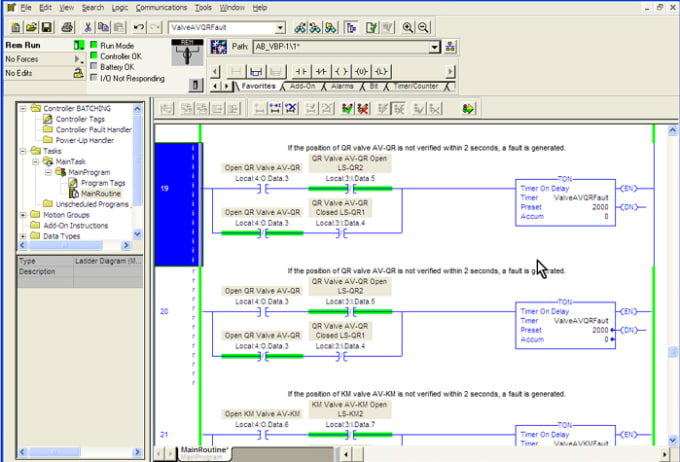 File Edit View Search Logic Communications Tools Window Help
ValveAVQRFault
Rem Run
Run Mode
No Forces
Controller OK
Battery OK
No Edits
I/O Not Responding
REM
Path: AB_VBP-1\1*
Favorites Add-On Alarms Bit Timer/Counter
Controller BATCHING
Controller Tags
Controller Fault Handler
Power-Up Handler
Tasks
MainTask
MainProgram
Program Tags
MainRoutine
Unscheduled Programs
Motion Groups
Add-On Instructions
Data Types
Type Ladder Diagram (M...
Description
If the position of QR valve AV-QR is not verified within 2 seconds, a fault is generated.
QR Valve AV-QR Open
Open QR Valve AV-QR LS-QR2
Local:4:O.Data.3 Local:3:I.Data.5
TON
19
Timer On Delay (EN)
Timer ValveAVQRFault
Preset 2000 (DN)
Accum 0
QR Valve AV-QR
Open QR Valve AV-QR Closed LS-QR1
Local:4:O.Data.3 Local:3:I.Data.4
If the position of QR valve AV-QR is not verified within 2 seconds, a fault is generated.
QR Valve AV-QR Open
Open QR Valve AV-QR LS-QR2
Local:4:O.Data.3 Local:3:I.Data.5
TON
20
Timer On Delay (EN)
Timer ValveAVQRFault
Preset 2000 (DN)
Accum 0
QR Valve AV-QR
Open QR Valve AV-QR Closed LS-QR1
Local:4:O.Data.3 Local:3:I.Data.4
If the position of KM valve AV-KM is not verified within 2 seconds, a fault is generated.
KM Valve AV-KM Open
Open KM Valve AV-KM LS-KM2
Local:4:O.Data.6 Local:3:I.Data.7
TON
21
Timer On Delay (EN)
Timer ValveAVKMFault
MainRoutine*
MainProgram